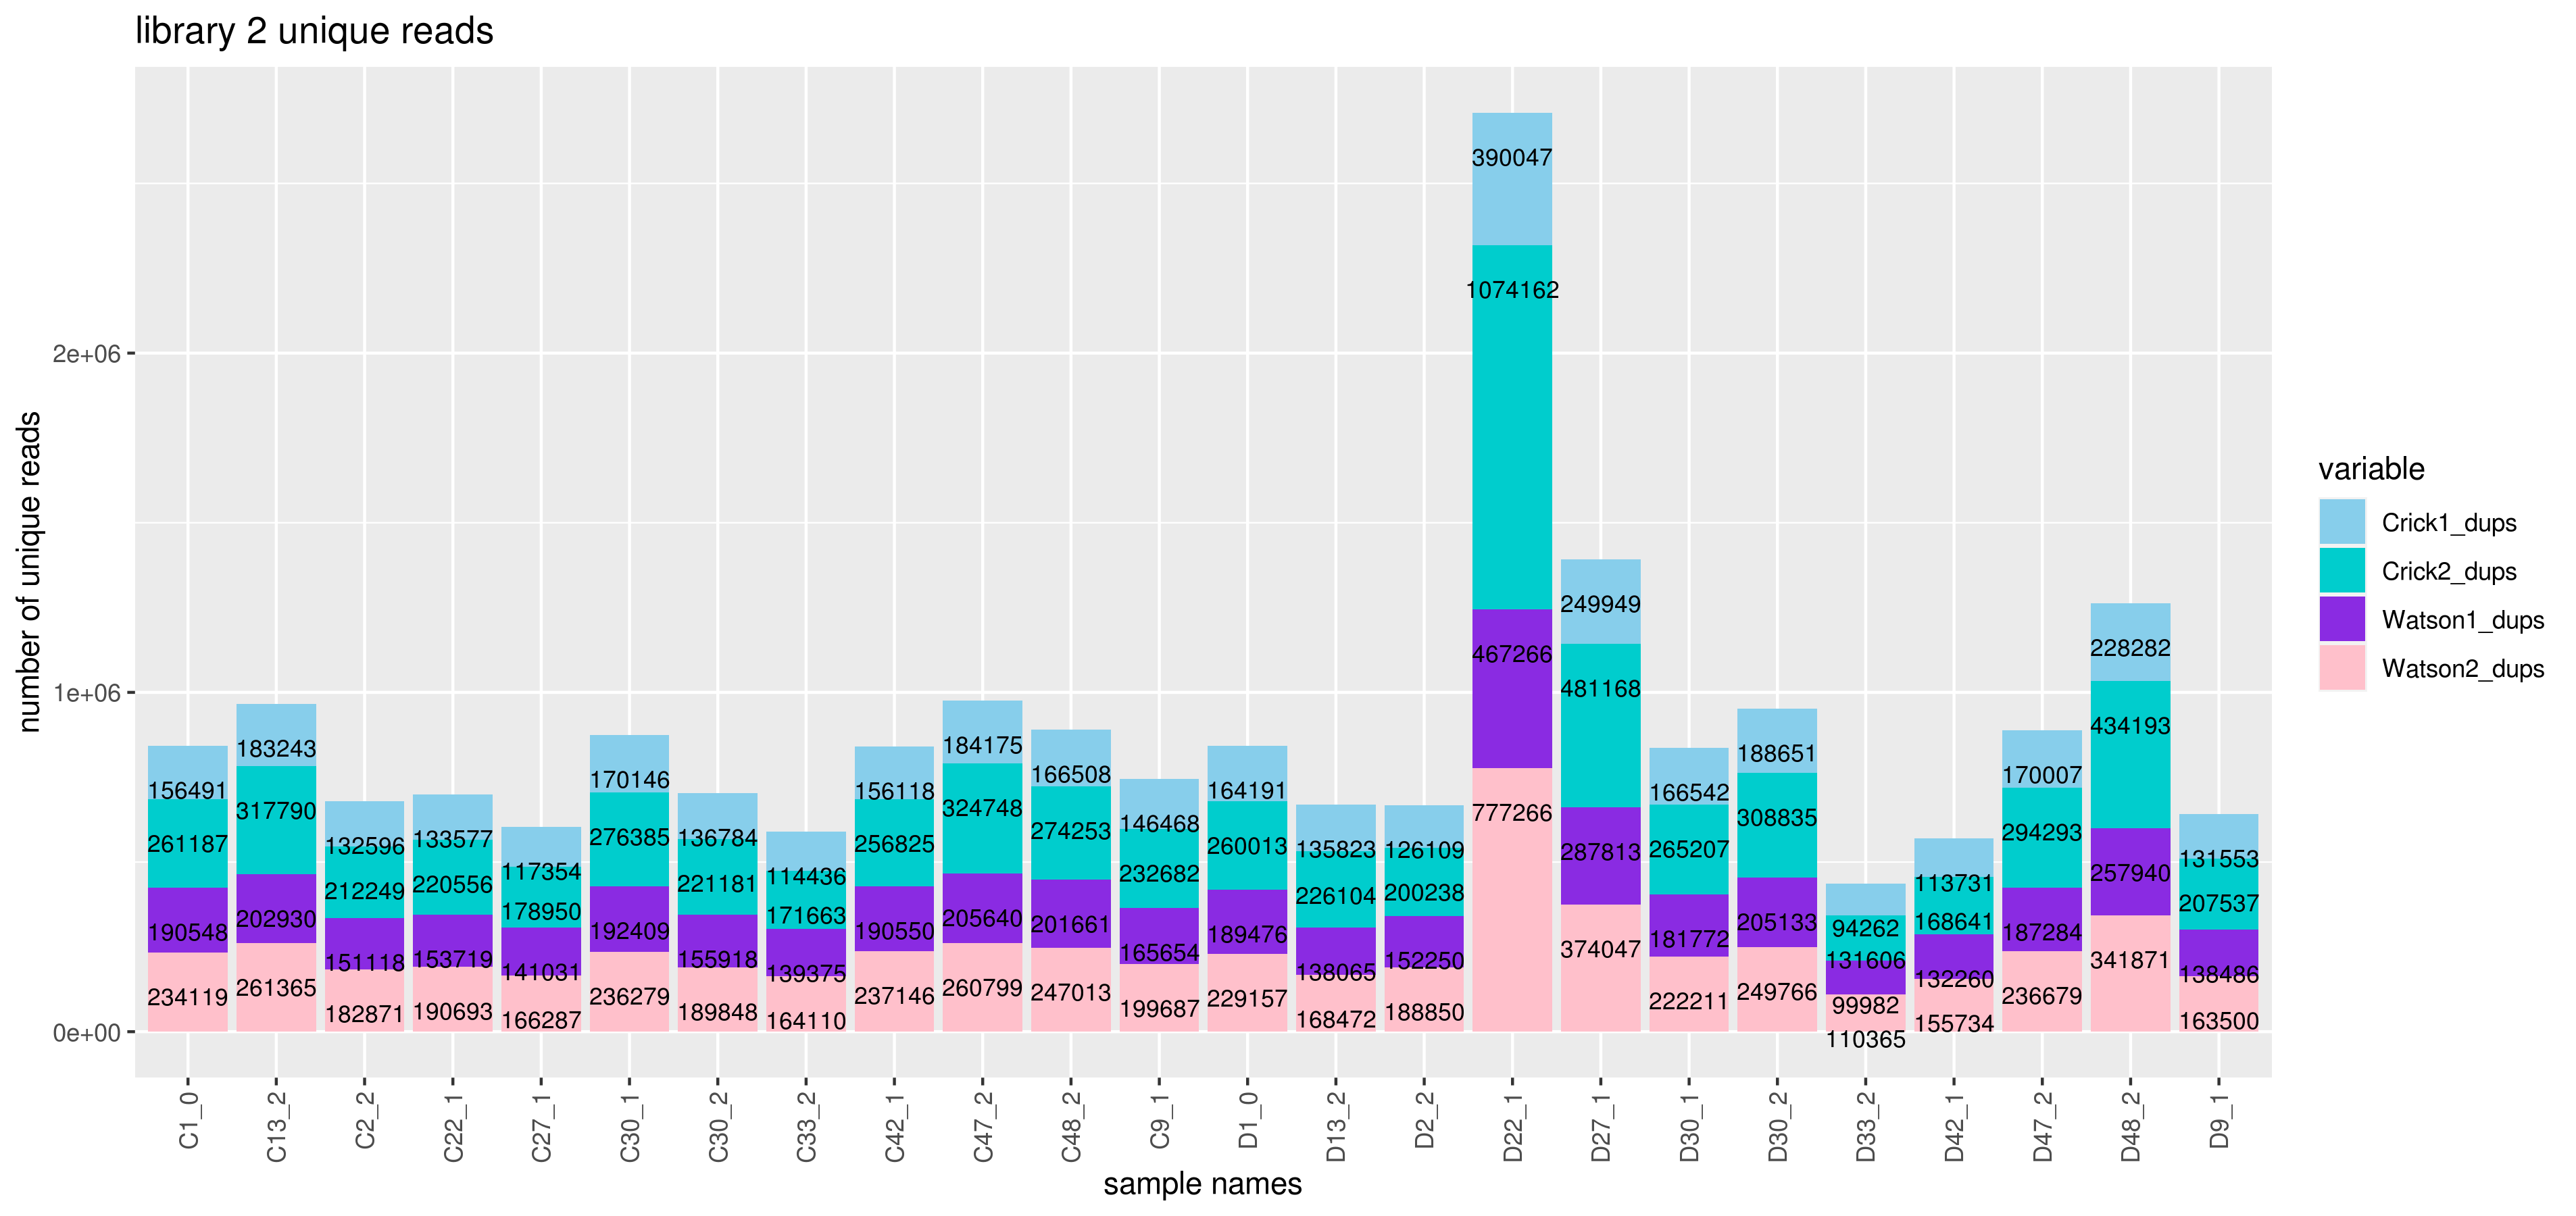 library 2 unique reads
number of unique reads
2e+06
1e+06
0e+00
156491
261187
190548
234119
183243
317790
202930
261365
132596
212249
151118
182871
133577
220556
153719
190693
117354
178950
141031
166287
170146
276385
192409
236279
136784
221181
155918
189848
114436
171663
139375
164110
156118
256825
190550
237146
184175
324748
205640
260799
166508
274253
201661
247013
146468
232682
165654
199687
164191
260013
189476
229157
135823
226104
138065
168472
126109
200238
152250
188850
390047
1074162
467266
777266
249949
481168
287813
374047
166542
265207
181772
222211
188651
308835
205133
249766
94262
131606
99982
110365
113731
168641
132260
155734
170007
294293
187284
236679
228282
434193
257940
341871
131553
207537
138486
163500
C1_0
C13_2
C2_2
C22_1
C27_1
C30_1
C30_2
C33_2
C42_1
C47_2
C48_2
C9_1
D1_0
D13_2
D2_2
D22_1
D27_1
D30_1
D30_2
D33_2
D42_1
D47_2
D48_2
D9_1
sample names
variable
Crick1_dups
Crick2_dups
Watson1_dups
Watson2_dups